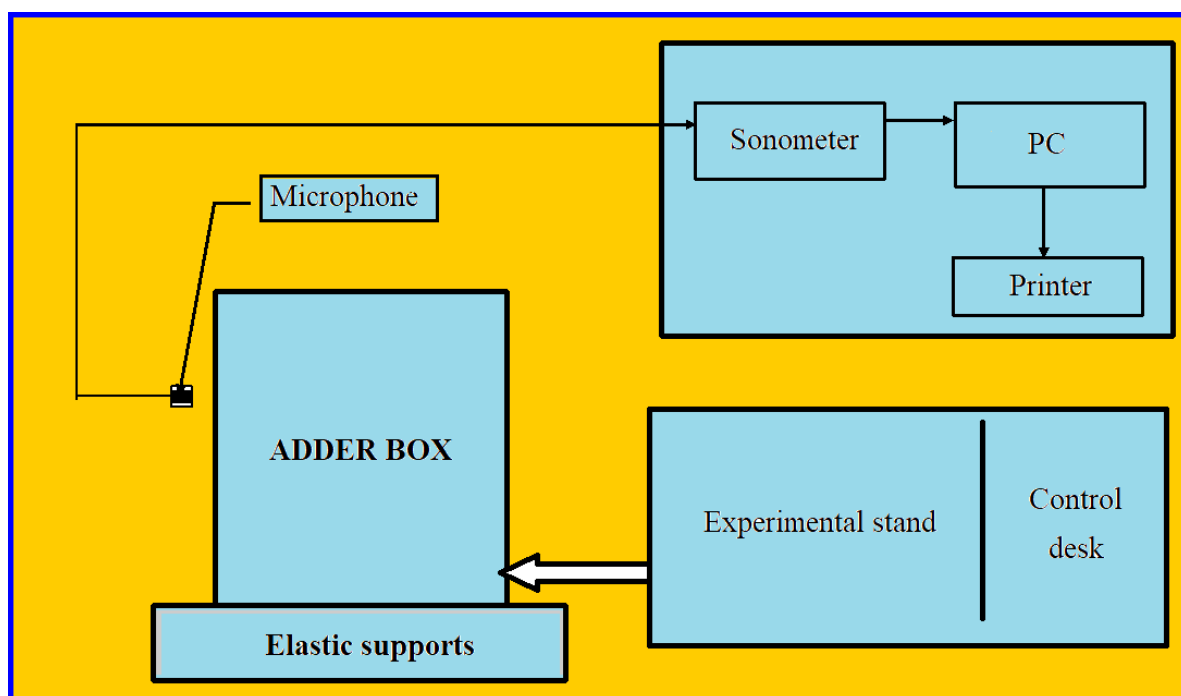 Sonometer
PC
Microphone
Printer
ADDER BOX
Experimental stand
Control
desk
Elastic supports